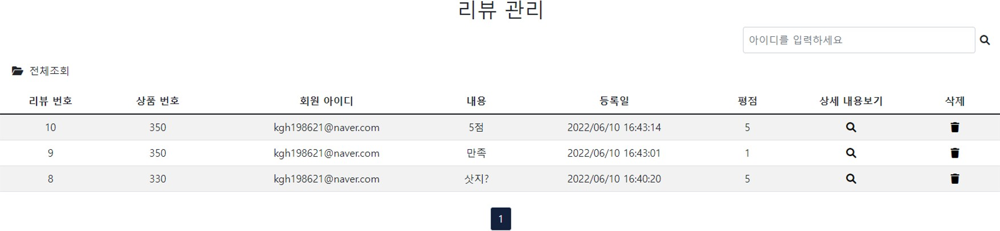 리뷰 관리
아이디를 입력하세요
전체조회
리뷰 번호 상품 번호 회원 아이디 내용 등록일 평점 상세 내용보기 삭제
10 350 kgh198621@naver.com 5점 2022/06/10 16:43:14 5
9 350 kgh198621@naver.com 만족 2022/06/10 16:43:01 1
8 330 kgh198621@naver.com 삿지? 2022/06/10 16:40:20 5
1